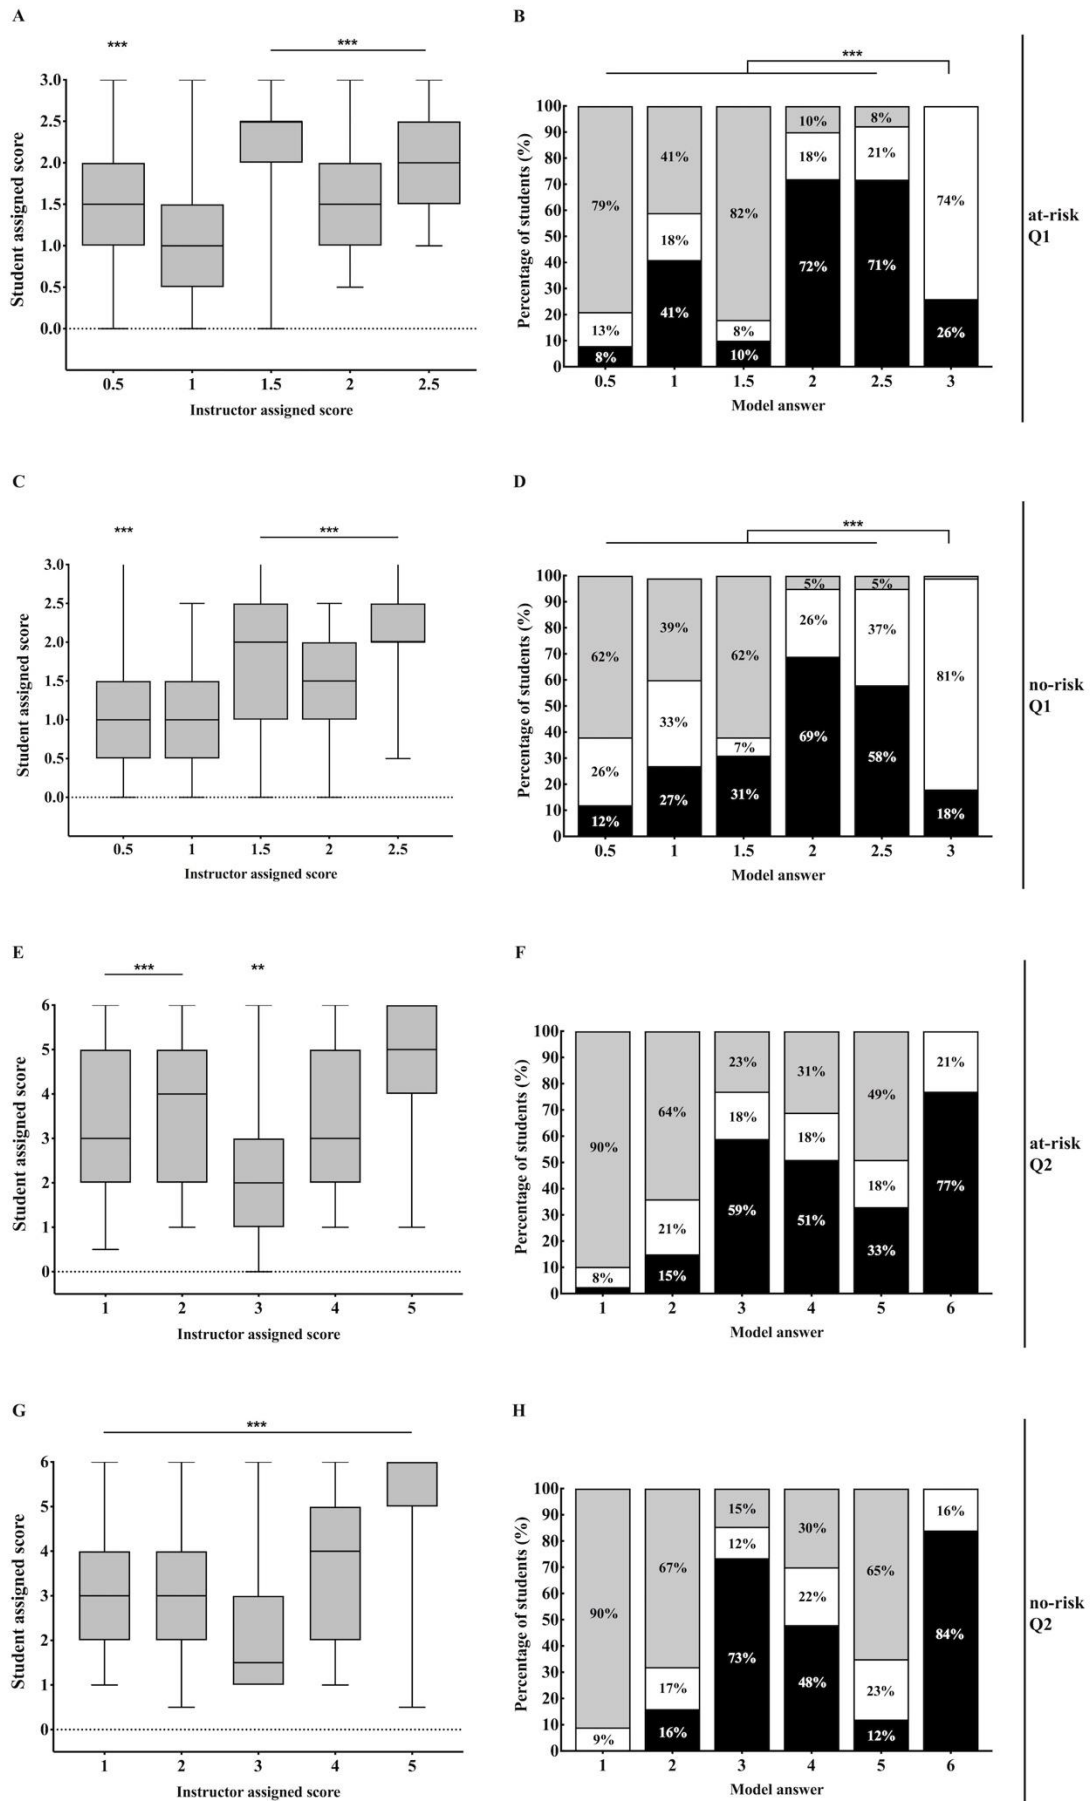 A
***
***
Student assigned score
3.0
2.5
2.0
1.5
1.0
0.5
0.0
0.5 1 1.5 2 2.5
Instructor assigned score
B
***
Percentage of students (%)
100
90
80
70
60
50
40
30
20
10
0
79% 13% 8%
41% 18% 41%
82% 8% 10%
10% 18% 72%
8% 21% 71%
74% 26%
0.5 1 1.5 2 2.5 3
Model answer
at-risk
Q1
C
***
***
Student assigned score
3.0
2.5
2.0
1.5
1.0
0.5
0.0
0.5 1 1.5 2 2.5
Instructor assigned score
D
***
Percentage of students (%)
100
90
80
70
60
50
40
30
20
10
0
62% 26% 12%
39% 33% 27%
62% 7% 31%
5% 26% 69%
5% 37% 58%
81% 18%
0.5 1 1.5 2 2.5 3
Model answer
no-risk
Q1
E
***
**
Student assigned score
6
5
4
3
2
1
0
1 2 3 4 5
Instructor assigned score
F
Percentage of students (%)
100
90
80
70
60
50
40
30
20
10
0
90% 8%
64% 21% 15%
23% 18% 59%
31% 18% 51%
49% 18% 33%
21% 77%
1 2 3 4 5 6
Model answer
at-risk
Q2
G
***
Student assigned score
6
5
4
3
2
1
0
1 2 3 4 5
Instructor assigned score
H
Percentage of students (%)
100
90
80
70
60
50
40
30
20
10
0
90% 9%
67% 17% 16%
15% 12% 73%
30% 22% 48%
65% 23% 12%
16% 84%
1 2 3 4 5 6
Model answer
no-risk
Q2